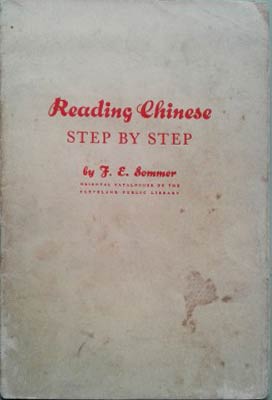 Reading Chinese
STEP BY STEP
by F. E. Sommer
ORIENTAL CATALOGUER OF THE
CLEVELAND PUBLIC LIBRARY